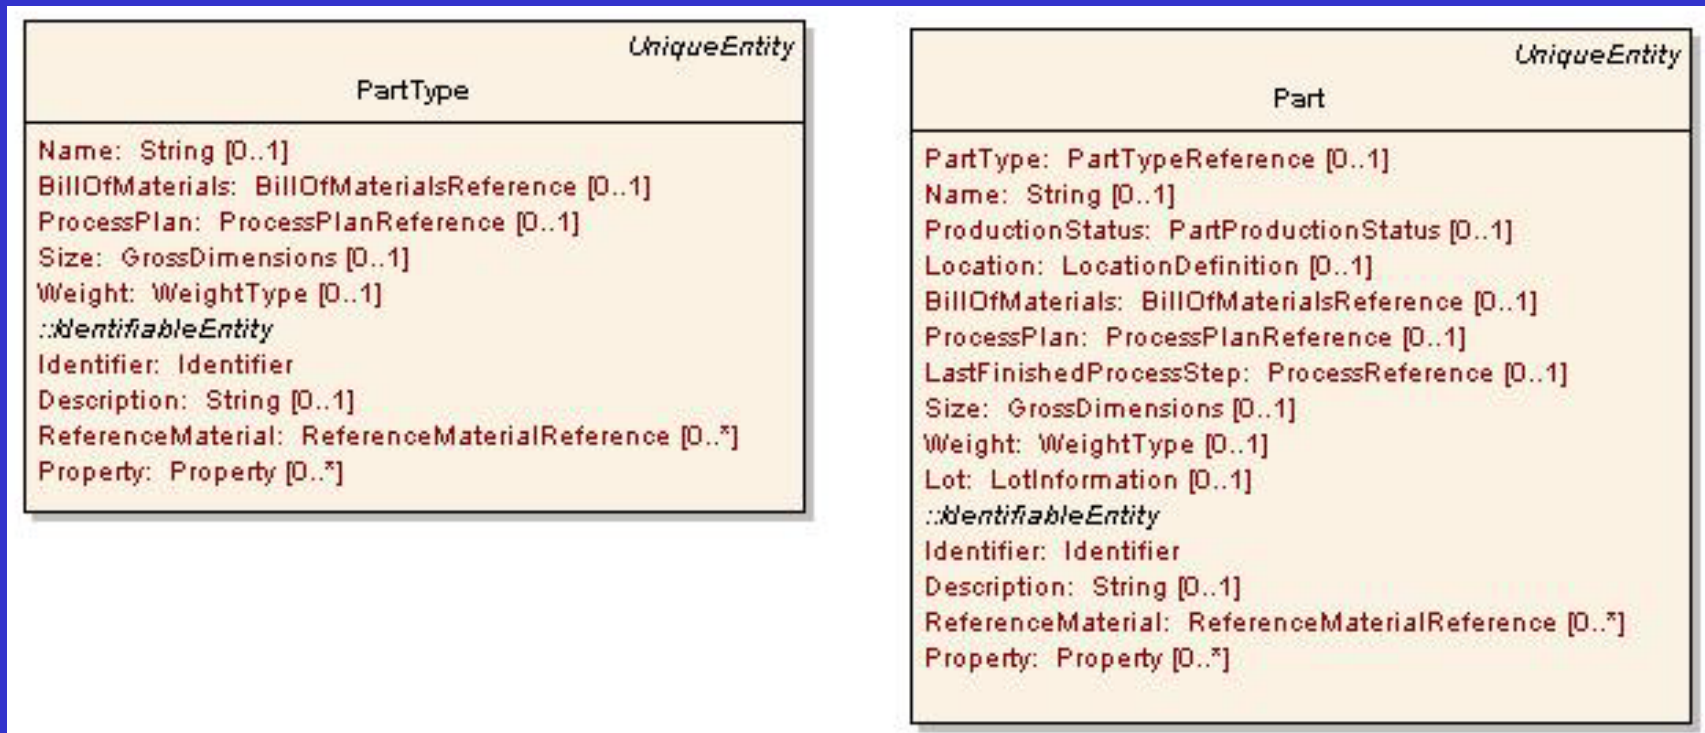 UniqueEntity
PartType
Name: String [0..1]
BillOfMaterials: BillOfMaterialsReference [0..1]
ProcessPlan: ProcessPlanReference [0..1]
Size: GrossDimensions [0..1]
Weight: WeightType [0..1]
::IdentifiableEntity
Identifier: Identifier
Description: String [0..1]
ReferenceMaterial: ReferenceMaterialReference [0..*]
Property: Property [0..*]
UniqueEntity
Part
PartType: PartTypeReference [0..1]
Name: String [0..1]
ProductionStatus: PartProductionStatus [0..1]
Location: LocationDefinition [0..1]
BillOfMaterials: BillOfMaterialsReference [0..1]
ProcessPlan: ProcessPlanReference [0..1]
LastFinishedProcessStep: ProcessReference [0..1]
Size: GrossDimensions [0..1]
Weight: WeightType [0..1]
Lot: LotInformation [0..1]
::IdentifiableEntity
Identifier: Identifier
Description: String [0..1]
ReferenceMaterial: ReferenceMaterialReference [0..*]
Property: Property [0..*]